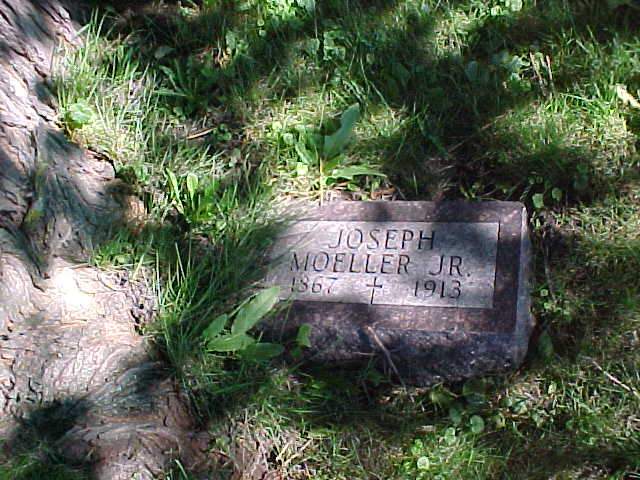 JOSEPH
MOELLER JR.
1867 † 1913